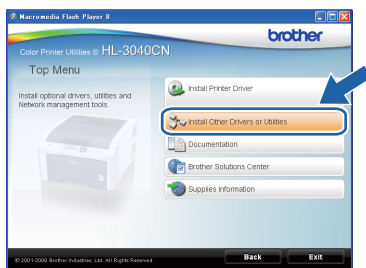 Macromedia Flash Player 8
brother
Color Printer Utilities © HL-3040CN
Top Menu
Install optional drivers, utilities and
Network management tools.
Install Printer Driver
Install Other Drivers or Utilities
Documentation
Brother Solutions Center
Supplies Information
© 2001-2008 Brother Industries, Ltd. All Rights Reserved.
Back
Exit